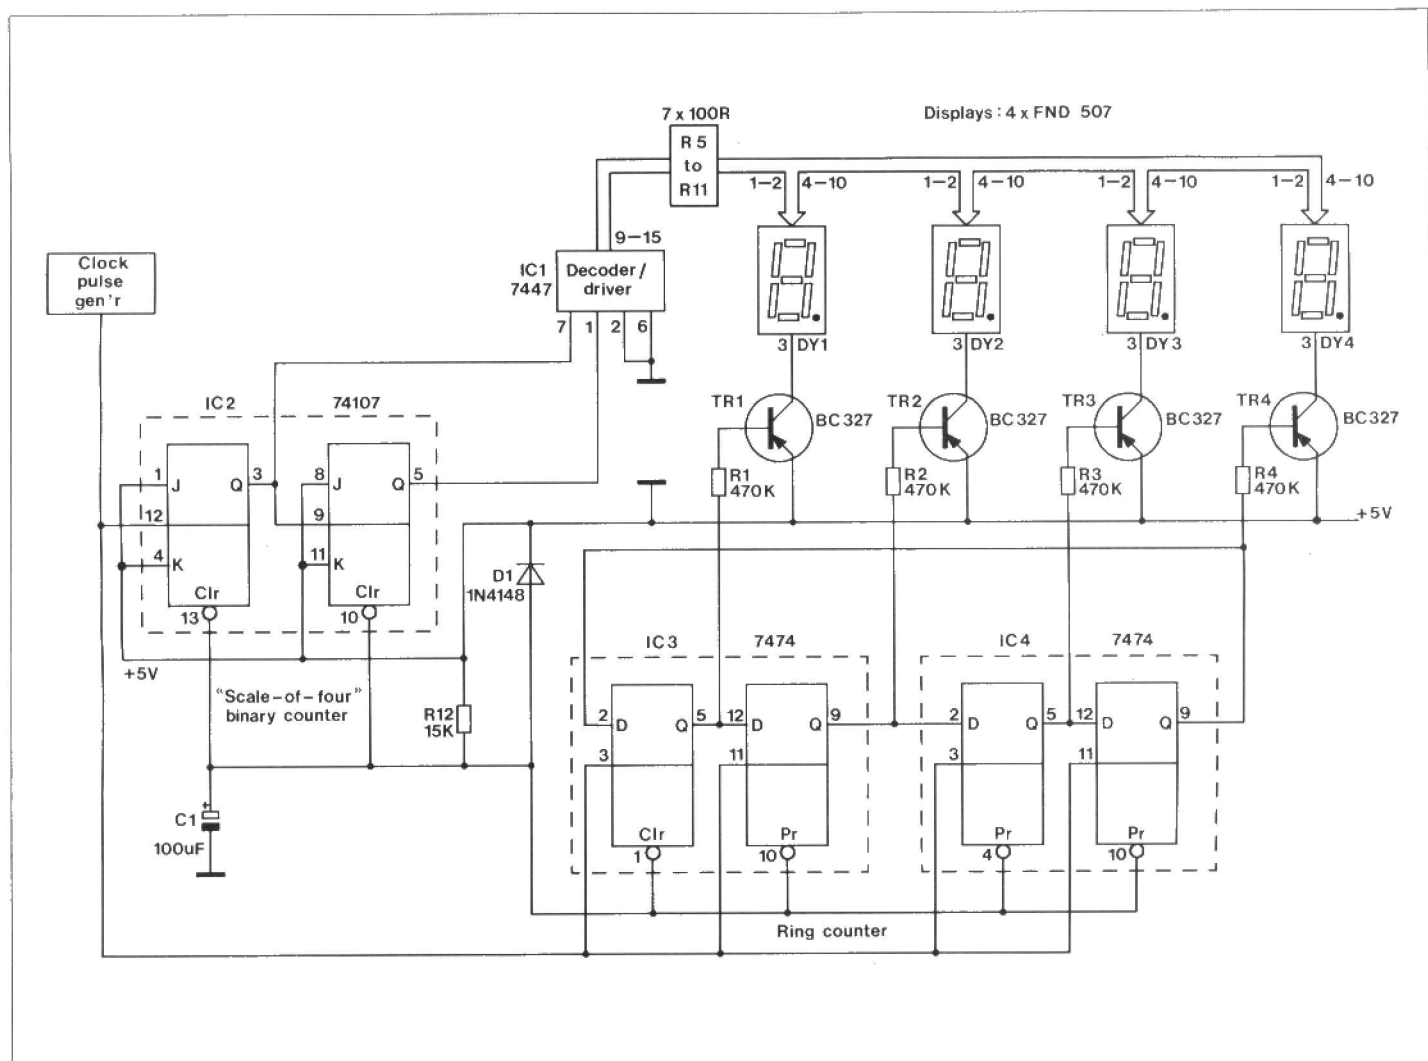 7 x 100R
Displays : 4 x FND 507
R 5
to
R11
1–2
4–10
1–2
4–10
1–2
4–10
1–2
4–10
9–15
Clock
pulse
gen'r
IC1
7447
Decoder/
driver
7
1
2
6
3 DY1
3 DY2
3 DY3
3 DY4
IC2
74107
TR1
BC327
TR2
BC327
TR3
BC327
TR4
BC327
1
J
Q
3
8
J
Q
5
R1
470K
R2
470K
R3
470K
R4
470K
12
9
+5V
4
K
11
K
Clr
13
Clr
10
D1
1N4148
+5V
IC3
7474
IC4
7474
"Scale-of-four"
binary counter
R12
15K
2
D
Q
5
12
D
Q
9
2
D
Q
5
12
D
Q
9
3
11
3
11
C1
+
100uF
Clr
1
Pr
10
Pr
4
Pr
10
Ring counter